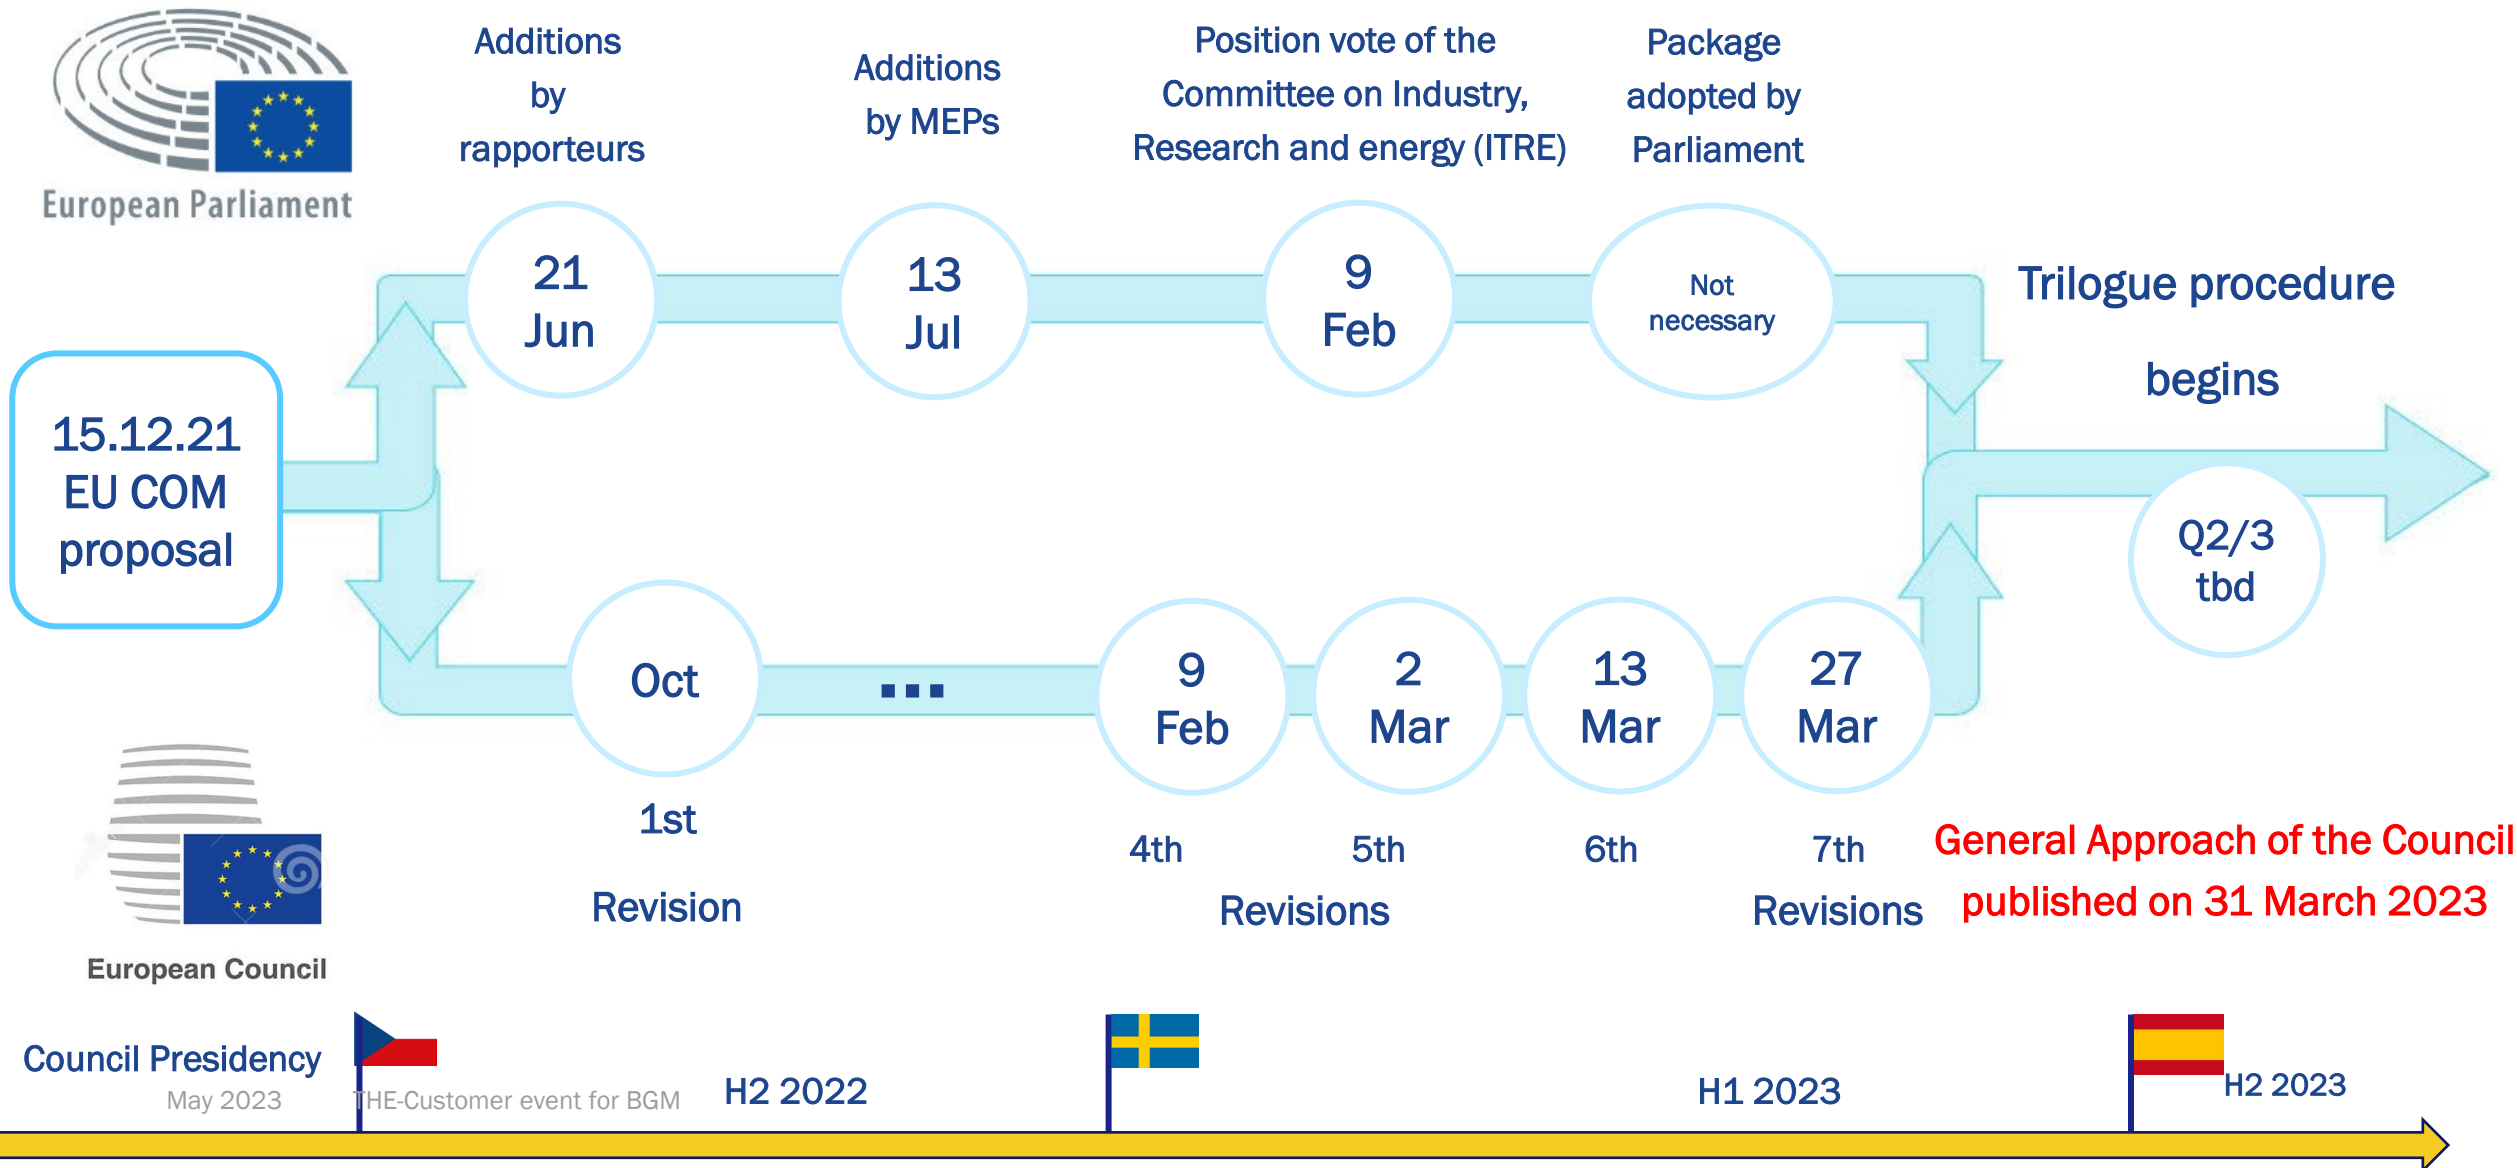 European Parliament
Additions
by
rapporteurs
Additions
by MEPs
Position vote of the
Committee on Industry,
Research and energy (ITRE)
Package
adopted by
Parliament
21
Jun
13
Jul
9
Feb
Not
necessary
Trilogue procedure
begins
15.12.21
EU COM
proposal
Q2/3
tbd
Oct
...
9
Feb
2
Mar
13
Mar
27
Mar
1st
Revision
4th
5th
6th
Revisions
7th
Revisions
General Approach of the Council
published on 31 March 2023
European Council
Council Presidency
May 2023
THE-Customer event for BGM
H2 2022
H1 2023
H2 2023